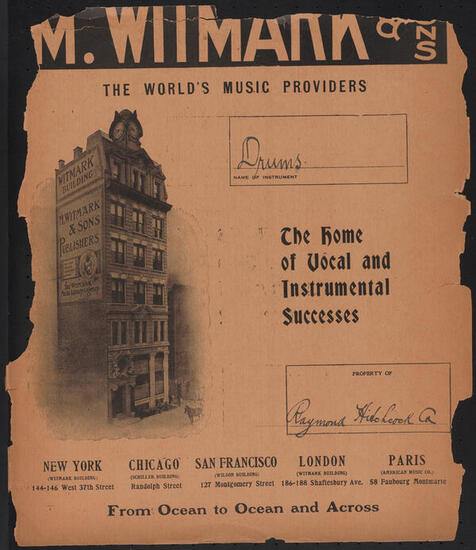 M. WITMARK & SONS
THE WORLD'S MUSIC PROVIDERS
Drums.
NAME OF INSTRUMENT
WITMARK
BUILDING
M. WITMARK
& SONS
PUBLISHERS
The Home
of Vocal and
Instrumental
Successes
PROPERTY OF
Raymond Hitchcock Co
NEW YORK
(WITMARK BUILDING)
144-146 West 37th Street
CHICAGO
(SCHILLER BUILDING)
Randolph Street
SAN FRANCISCO
(WILSON BUILDING)
127 Montgomery Street
LONDON
(WITMARK BUILDING)
186-188 Shaftesbury Ave.
PARIS
(AMERICAN MUSIC CO.)
58 Faubourg Montmarte
From Ocean to Ocean and Across